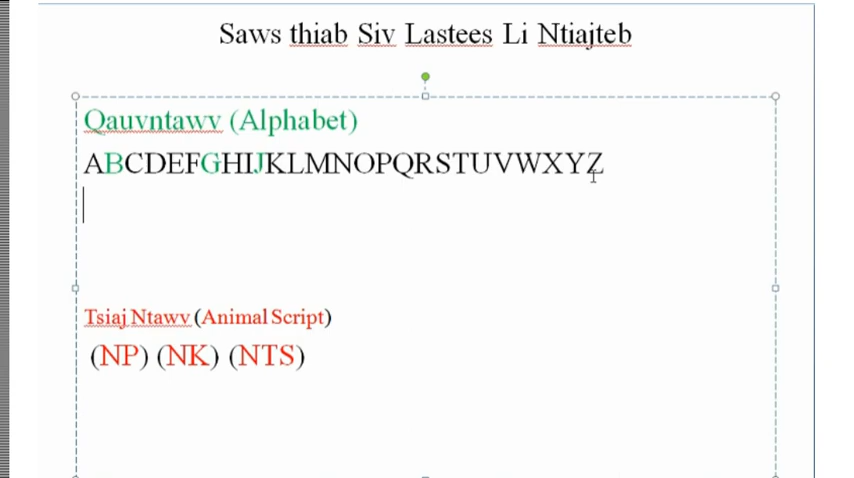 Saws thiab Siv Lastees Li Ntiajteb
Qauvntawv (Alphabet)
ABCDEFGHIJKLMNOPQRSTUVWXYZ
Tsiaj Ntawv (Animal Script)
(NP) (NK) (NTS)